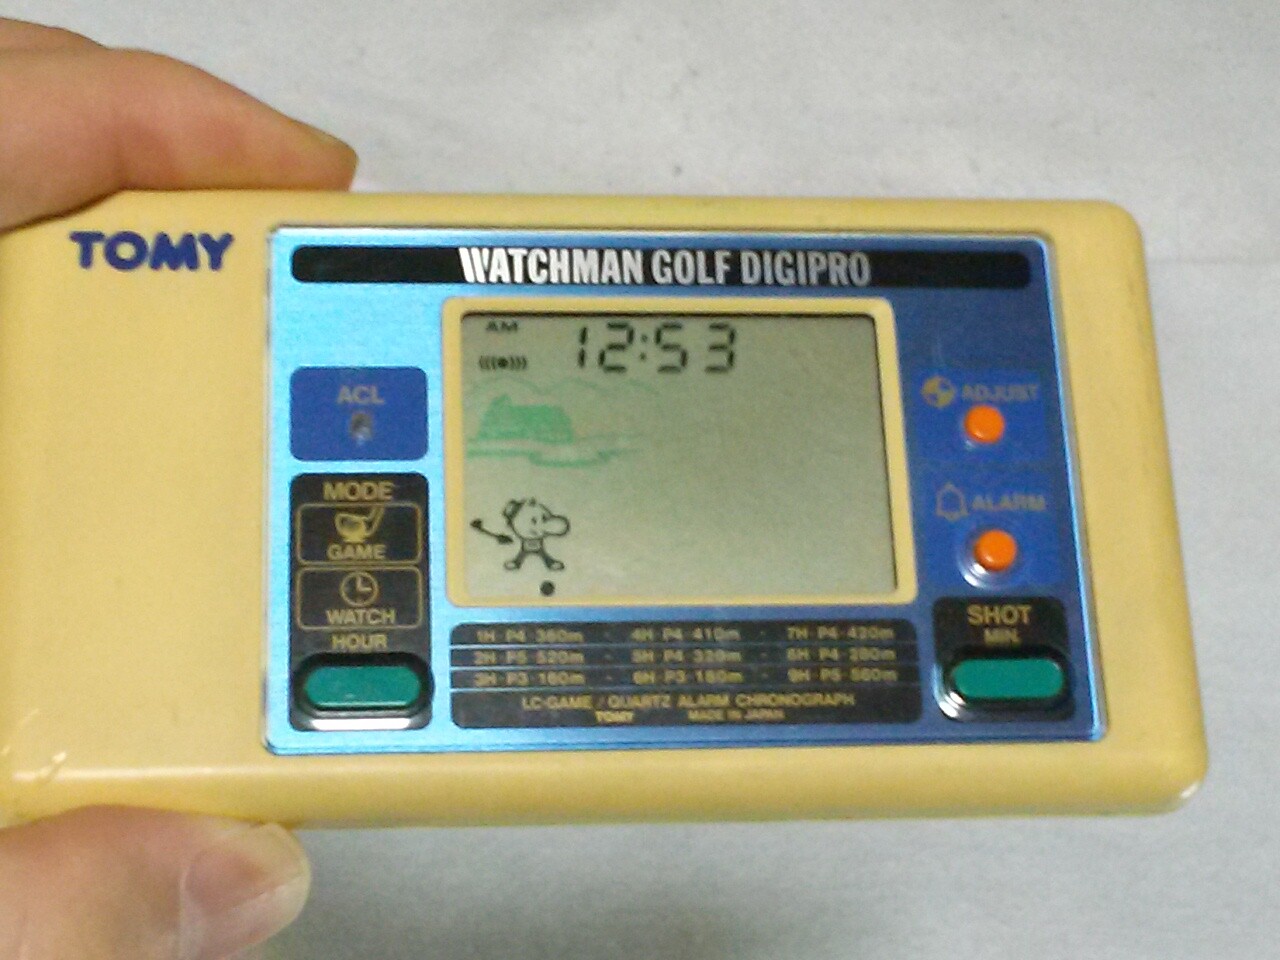 TOMY
WATCHMAN GOLF DIGIPRO
AM
12:53
ACL
ADJUST
MODE
GAME
ALARM
WATCH
HOUR
SHOT
MIN.
1H P4 360m - 4H P4 410m - 7H P4 420m
2H P5 520m - 5H P4 320m - 8H P4 280m
3H P3 160m - 6H P3 180m - 9H P5 560m
LC-GAME / QUARTZ ALARM CHRONOGRAPH
TOMY MADE IN JAPAN